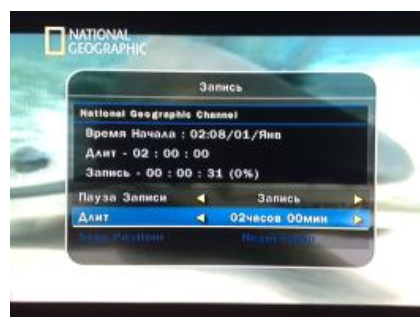 NATIONAL
GEOGRAPHIC
Запись
National Geographic Channel
Время Начала : 02:08/01/Янв
Длит - 02 : 00 : 00
Запись - 00 : 00 : 31 (0%)
Пауза Записи Запись
Длит 02часов 00мин